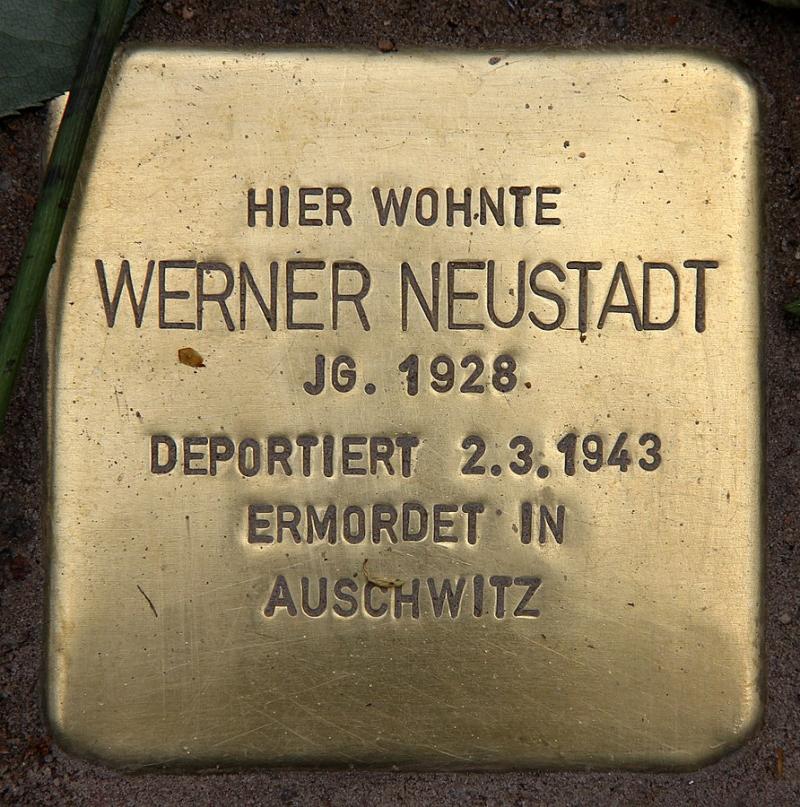 HIER WOHNTE
WERNER NEUSTADT
JG. 1928
DEPORTIERT 2.3.1943
ERMORDET IN
AUSCHWITZ